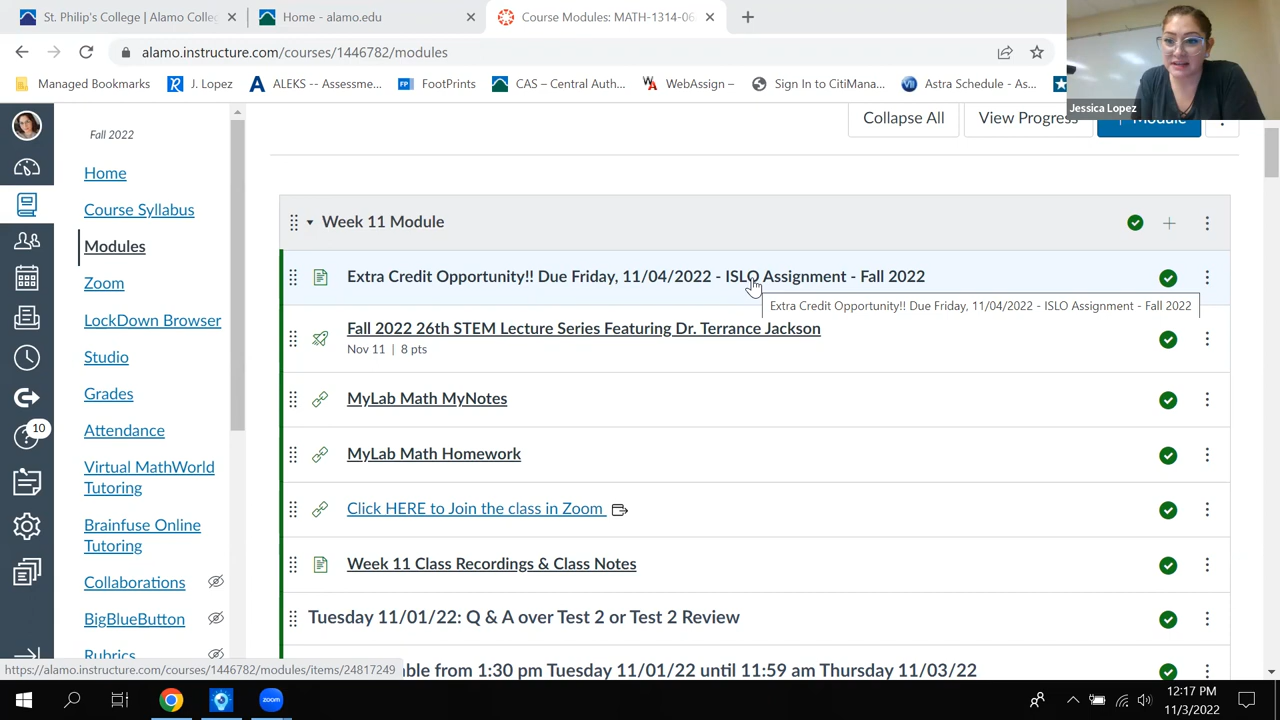 St. Philip's College | Alamo Colle
Home - alamo.edu
Course Modules: MATH-1314-06
alamo.instructure.com/courses/1446782/modules
Managed Bookmarks
J. Lopez
ALEKS -- Assessme...
FootPrints
CAS – Central Auth...
WebAssign – ...
Sign In to CitiMana...
Astra Schedule - As...
Jessica Lopez
Fall 2022
Collapse All
View Progress
Module
Home
Course Syllabus
Modules
Zoom
LockDown Browser
Studio
Grades
Attendance
Virtual MathWorld
Tutoring
Brainfuse Online
Tutoring
Collaborations
BigBlueButton
Rubrics
10
Week 11 Module
Extra Credit Opportunity!! Due Friday, 11/04/2022 - ISLO Assignment - Fall 2022
Extra Credit Opportunity!! Due Friday, 11/04/2022 - ISLO Assignment - Fall 2022
Fall 2022 26th STEM Lecture Series Featuring Dr. Terrance Jackson
Nov 11 | 8 pts
MyLab Math MyNotes
MyLab Math Homework
Click HERE to Join the class in Zoom
Week 11 Class Recordings & Class Notes
Tuesday 11/01/22: Q & A over Test 2 or Test 2 Review
able from 1:30 pm Tuesday 11/01/22 until 11:59 am Thursday 11/03/22
https://alamo.instructure.com/courses/1446782/modules/items/24817249
zoom
12:17 PM
11/3/2022